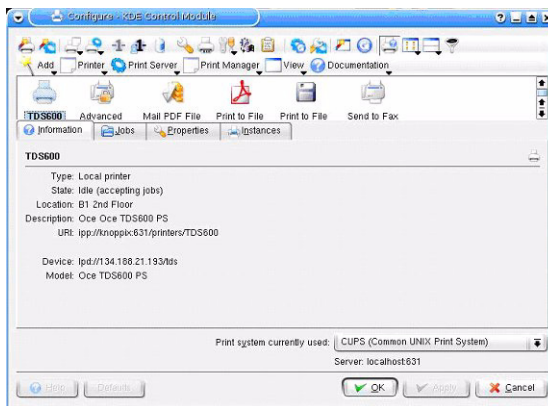 Configure - KDE Control Module
Add Printer Print Server Print Manager View Documentation
TDS600 Advanced Mail PDF File Print to File Print to File Send to Fax
Information Jobs Properties Instances
TDS600
Type: Local printer
State: Idle (accepting jobs)
Location: B1 2nd Floor
Description: Oce Oce TDS600 PS
URI: ipp://knoppix:631/printers/TDS600
Device: lpd://134.188.21.193/tds
Model: Oce TDS600 PS
Print system currently used: CUPS (Common UNIX Print System)
Server: localhost:631
Help Defaults OK Apply Cancel